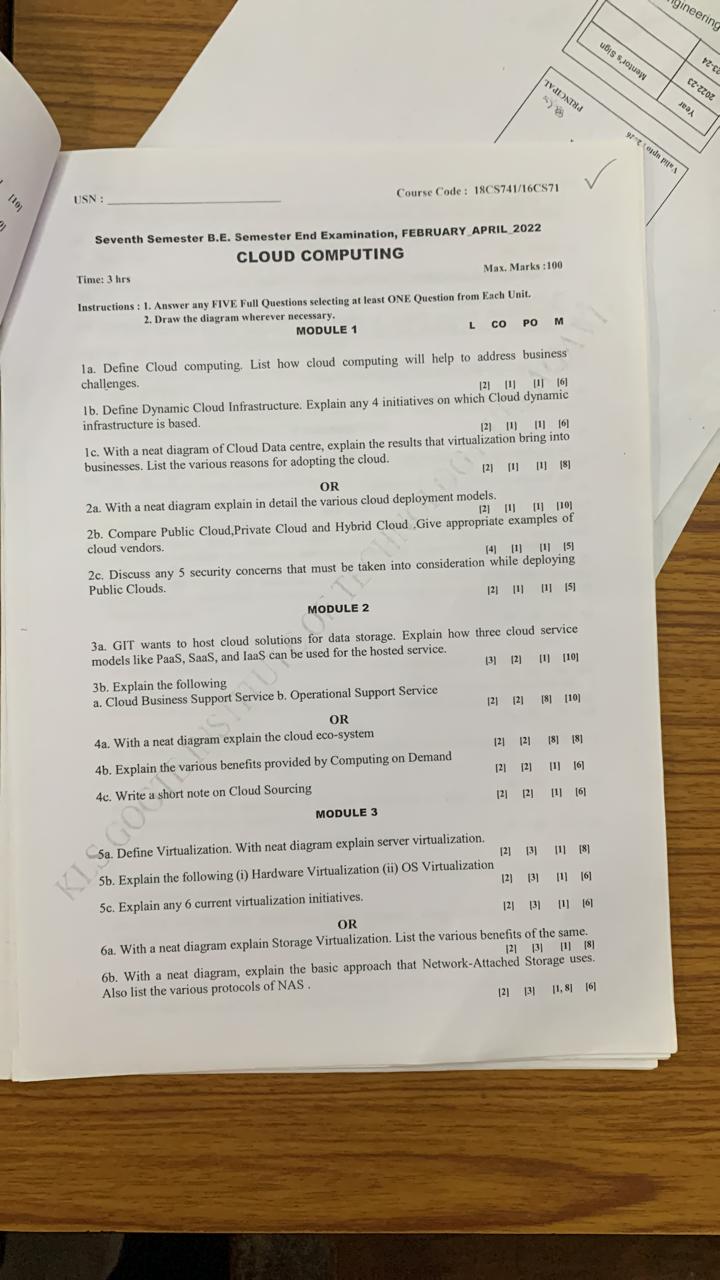 ngineering
23-24
2022-23
Year
Mentor's Sign
PRINCIPAL
Valid upto :
[10]
USN :
Course Code : 18CS741/16CS71
Seventh Semester B.E. Semester End Examination, FEBRUARY_APRIL_2022
CLOUD COMPUTING
Time: 3 hrs
Max. Marks :100
Instructions : 1. Answer any FIVE Full Questions selecting at least ONE Question from Each Unit.
2. Draw the diagram wherever necessary.
MODULE 1 L CO PO M
1a. Define Cloud computing. List how cloud computing will help to address business
challenges. [2] [1] [1] [6]
1b. Define Dynamic Cloud Infrastructure. Explain any 4 initiatives on which Cloud dynamic
infrastructure is based. [2] [1] [1] [6]
1c. With a neat diagram of Cloud Data centre, explain the results that virtualization bring into
businesses. List the various reasons for adopting the cloud. [2] [1] [1] [8]
OR
2a. With a neat diagram explain in detail the various cloud deployment models.
[2] [1] [1] [10]
2b. Compare Public Cloud,Private Cloud and Hybrid Cloud .Give appropriate examples of
cloud vendors. [4] [1] [1] [5]
2c. Discuss any 5 security concerns that must be taken into consideration while deploying
Public Clouds. [2] [1] [1] [5]
MODULE 2
3a. GIT wants to host cloud solutions for data storage. Explain how three cloud service
models like PaaS, SaaS, and IaaS can be used for the hosted service. [3] [2] [1] [10]
3b. Explain the following
a. Cloud Business Support Service b. Operational Support Service [2] [2] [8] [10]
OR
4a. With a neat diagram explain the cloud eco-system [2] [2] [8] [8]
4b. Explain the various benefits provided by Computing on Demand [2] [2] [1] [6]
4c. Write a short note on Cloud Sourcing [2] [2] [1] [6]
MODULE 3
5a. Define Virtualization. With neat diagram explain server virtualization. [2] [3] [1] [8]
5b. Explain the following (i) Hardware Virtualization (ii) OS Virtualization [2] [3] [1] [6]
5c. Explain any 6 current virtualization initiatives. [2] [3] [1] [6]
OR
6a. With a neat diagram explain Storage Virtualization. List the various benefits of the same.
[2] [3] [1] [8]
6b. With a neat diagram, explain the basic approach that Network-Attached Storage uses.
Also list the various protocols of NAS . [2] [3] [1, 8] [6]
KLS GOGTE INSTITUTE OF TECHNOLOGY